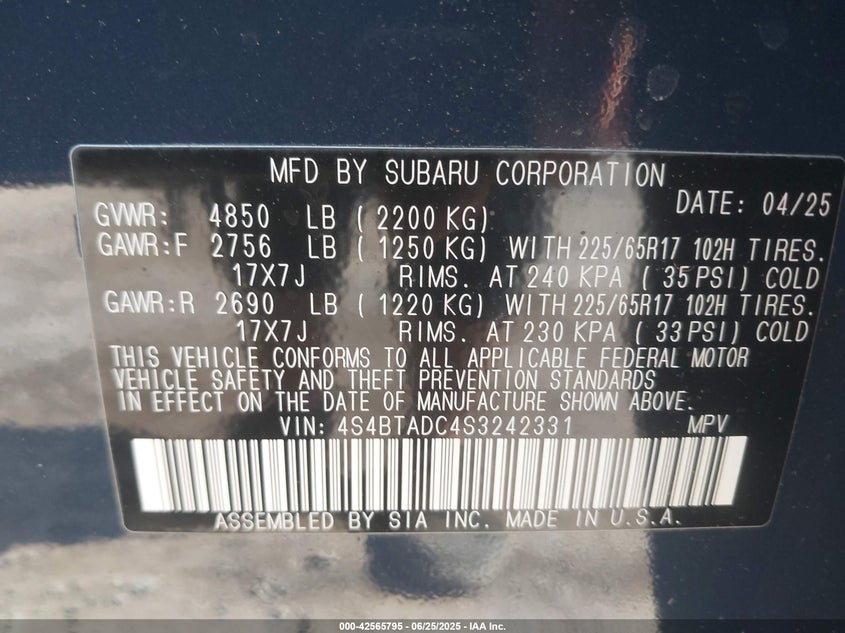 MFD BY SUBARU CORPORATION
DATE: 04/25
GVWR: 4850 LB ( 2200 KG)
GAWR:F 2756 LB ( 1250 KG) WITH 225/65R17 102H TIRES.
17X7J RIMS. AT 240 KPA ( 35 PSI) COLD
GAWR:R 2690 LB ( 1220 KG) WITH 225/65R17 102H TIRES.
17X7J RIMS. AT 230 KPA ( 33 PSI) COLD
THIS VEHICLE CONFORMS TO ALL APPLICABLE FEDERAL MOTOR
VEHICLE SAFETY AND THEFT PREVENTION STANDARDS
IN EFFECT ON THE DATE OF MANUFACTURE SHOWN ABOVE.
VIN: 4S4BTADC4S3242331 MPV
ASSEMBLED BY SIA INC. MADE IN U.S.A.
000-42565795 - 06/25/2025 - IAA Inc.